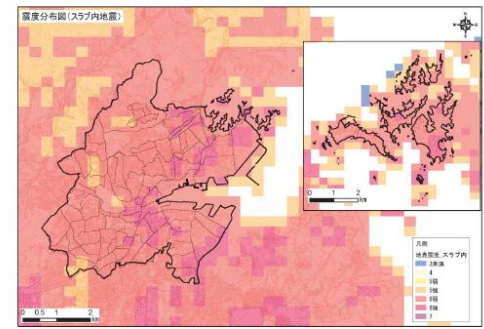 震度分布図(スラブ内地震)
0 1 2
km
凡例
地表震度_スラブ内
3未満
4
5弱
5強
6弱
6強
7
0 0.5 1 2
km